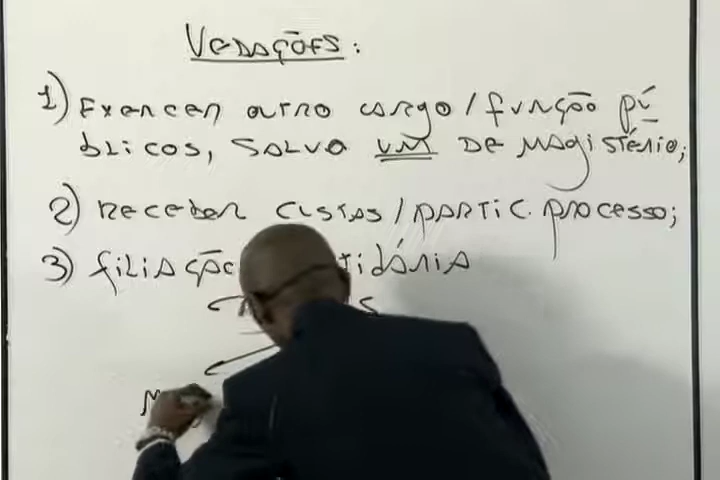 VEDAÇÕES:
1) EXERCER OUTRO CARGO/FUNÇÃO PÚ
BLICOS, SALVO UM DE MAGISTÉRIO;
2) RECEBER CUSTAS/PARTIC. PROCESSO;
3) FILIAÇÃO